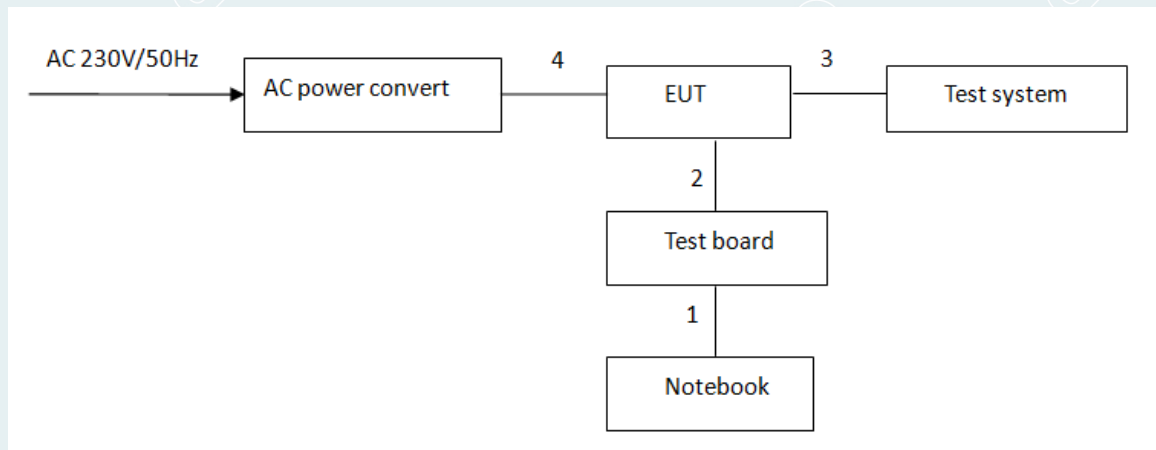 AC 230V/50Hz
AC power convert
4
EUT
3
Test system
2
Test board
1
Notebook